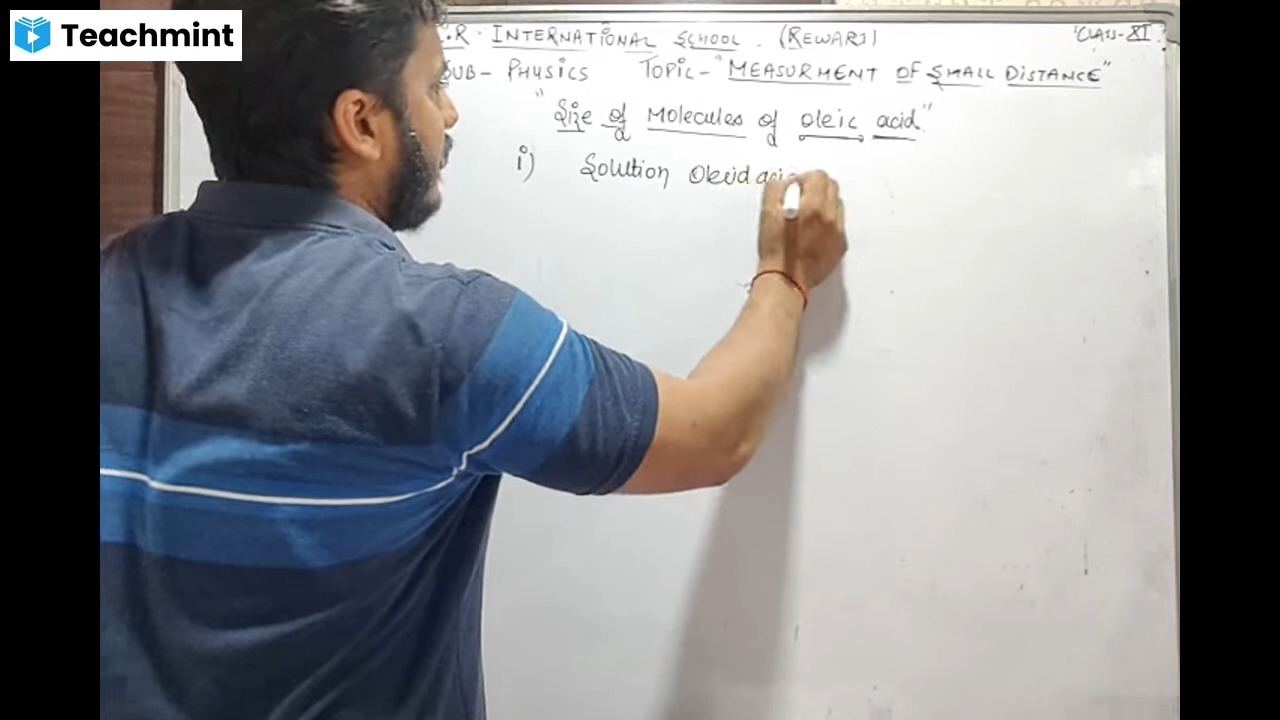 Teachmint
.R. INTERNATIONAL SCHOOL. (REWARI) CLASS-XI
SUB- PHYSICS TOPIC- "MEASURMENT OF SMALL DISTANCE"
"Size of Molecules of oleic acid"
i) Solution Oleid aci